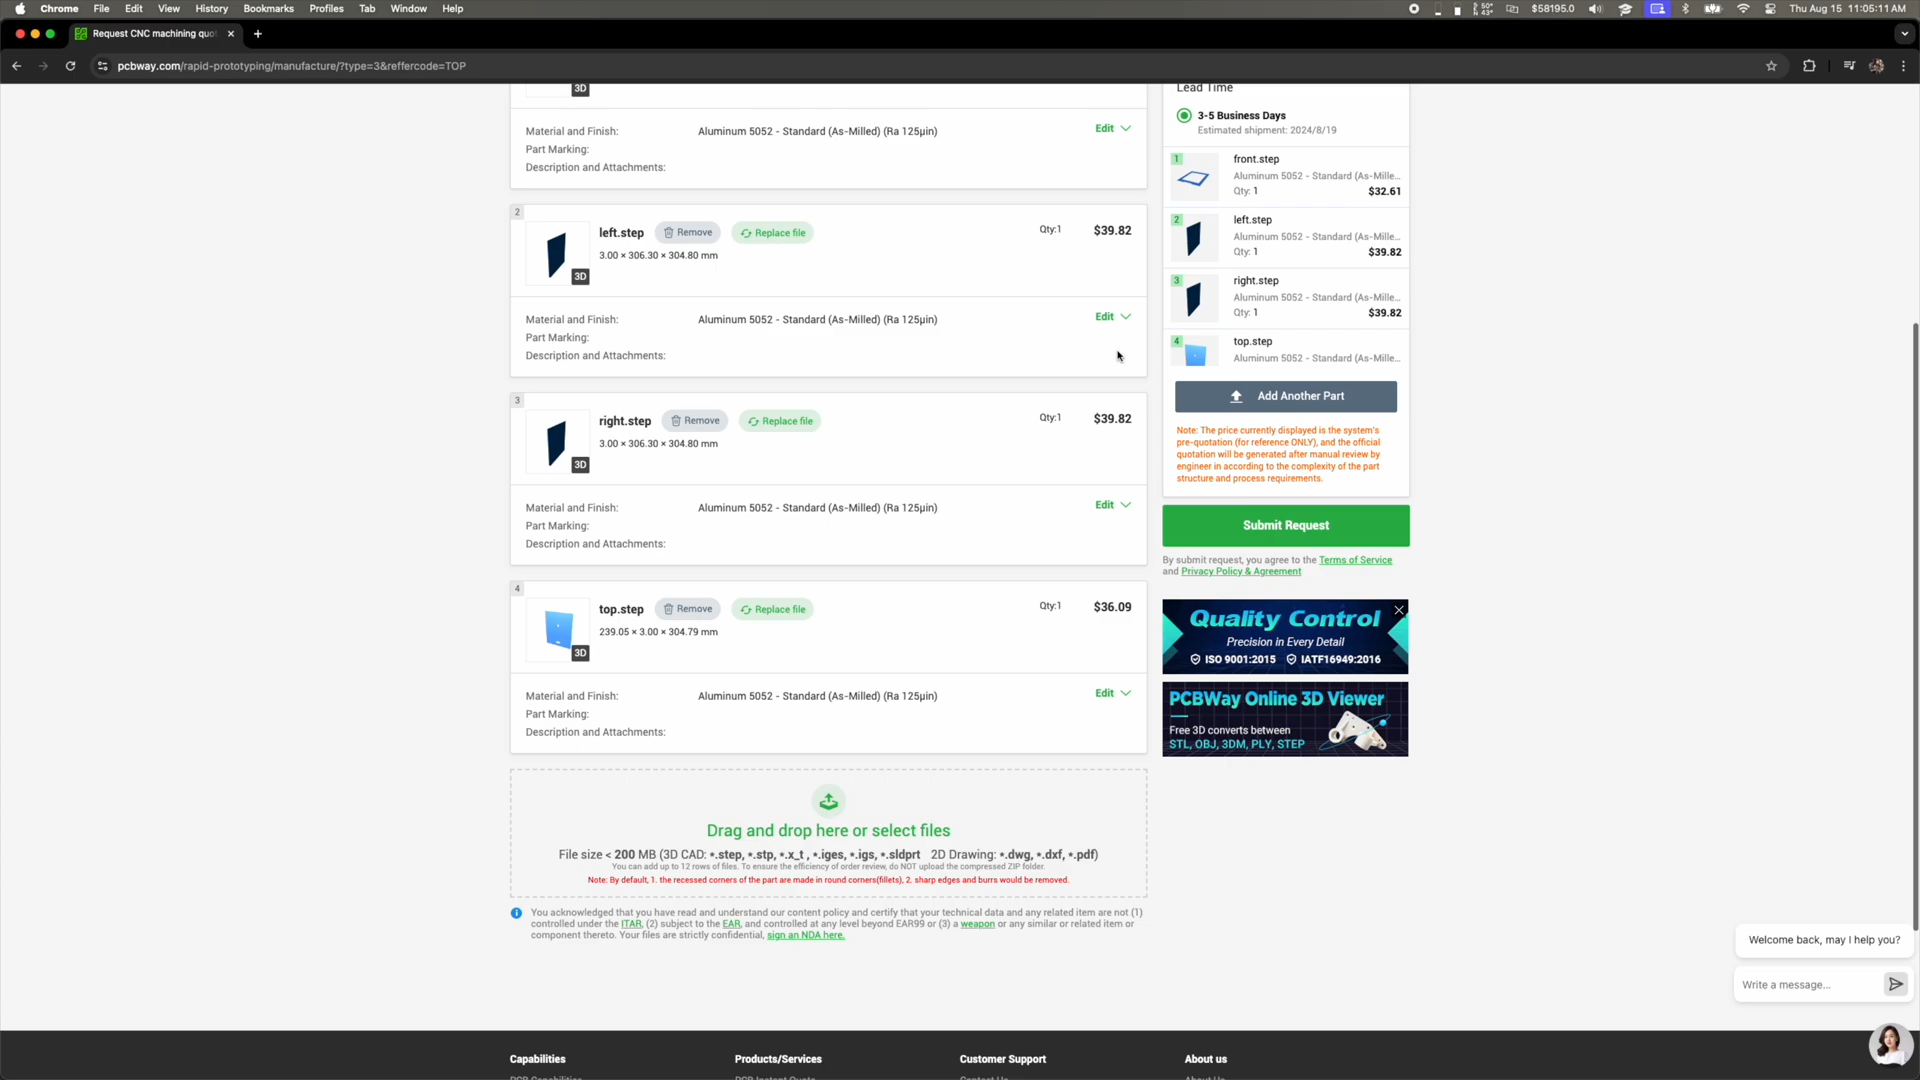 Chrome File Edit View History Bookmarks Profiles Tab Window Help
50°
43°
$58195.0
Thu Aug 15 11:05:11 AM
Request CNC machining quo
pcbway.com/rapid-prototyping/manufacture/?type=3&reffercode=TOP
3D
Material and Finish: Aluminum 5052 - Standard (As-Milled) (Ra 125μin) Edit
Part Marking:
Description and Attachments:
2
left.step Remove Replace file Qty:1 $39.82
3.00 × 306.30 × 304.80 mm
3D
Material and Finish: Aluminum 5052 - Standard (As-Milled) (Ra 125μin) Edit
Part Marking:
Description and Attachments:
3
right.step Remove Replace file Qty:1 $39.82
3.00 × 306.30 × 304.80 mm
3D
Material and Finish: Aluminum 5052 - Standard (As-Milled) (Ra 125μin) Edit
Part Marking:
Description and Attachments:
4
top.step Remove Replace file Qty:1 $36.09
239.05 × 3.00 × 304.79 mm
3D
Material and Finish: Aluminum 5052 - Standard (As-Milled) (Ra 125μin) Edit
Part Marking:
Description and Attachments:
Drag and drop here or select files
File size < 200 MB (3D CAD: *.step, *.stp, *.x_t , *.iges, *.igs, *.sldprt 2D Drawing: *.dwg, *.dxf, *.pdf)
You can add up to 12 rows of files. To ensure the efficiency of order review, do NOT upload the compressed ZIP folder.
Note: By default, 1. the recessed corners of the part are made in round corners(fillets), 2. sharp edges and burrs would be removed.
You acknowledged that you have read and understand our content policy and certify that your technical data and any related item are not (1)
controlled under the ITAR, (2) subject to the EAR, and controlled at any level beyond EAR99 or (3) a weapon or any similar or related item or
component thereto. Your files are strictly confidential, sign an NDA here.
Lead Time
3-5 Business Days
Estimated shipment: 2024/8/19
1
front.step
Aluminum 5052 - Standard (As-Mille...
Qty: 1 $32.61
2
left.step
Aluminum 5052 - Standard (As-Mille...
Qty: 1 $39.82
3
right.step
Aluminum 5052 - Standard (As-Mille...
Qty: 1 $39.82
4
top.step
Aluminum 5052 - Standard (As-Mille...
Add Another Part
Note: The price currently displayed is the system's
pre-quotation (for reference ONLY), and the official
quotation will be generated after manual review by
engineer in according to the complexity of the part
structure and process requirements.
Submit Request
By submit request, you agree to the Terms of Service
and Privacy Policy & Agreement
Quality Control
Precision in Every Detail
ISO 9001:2015 IATF16949:2016
PCBWay Online 3D Viewer
Free 3D converts between
STL, OBJ, 3DM, PLY, STEP
Welcome back, may I help you?
Write a message...
Capabilities Products/Services Customer Support About us
PCB Capabilities PCB Instant Quote Contact Us About Us